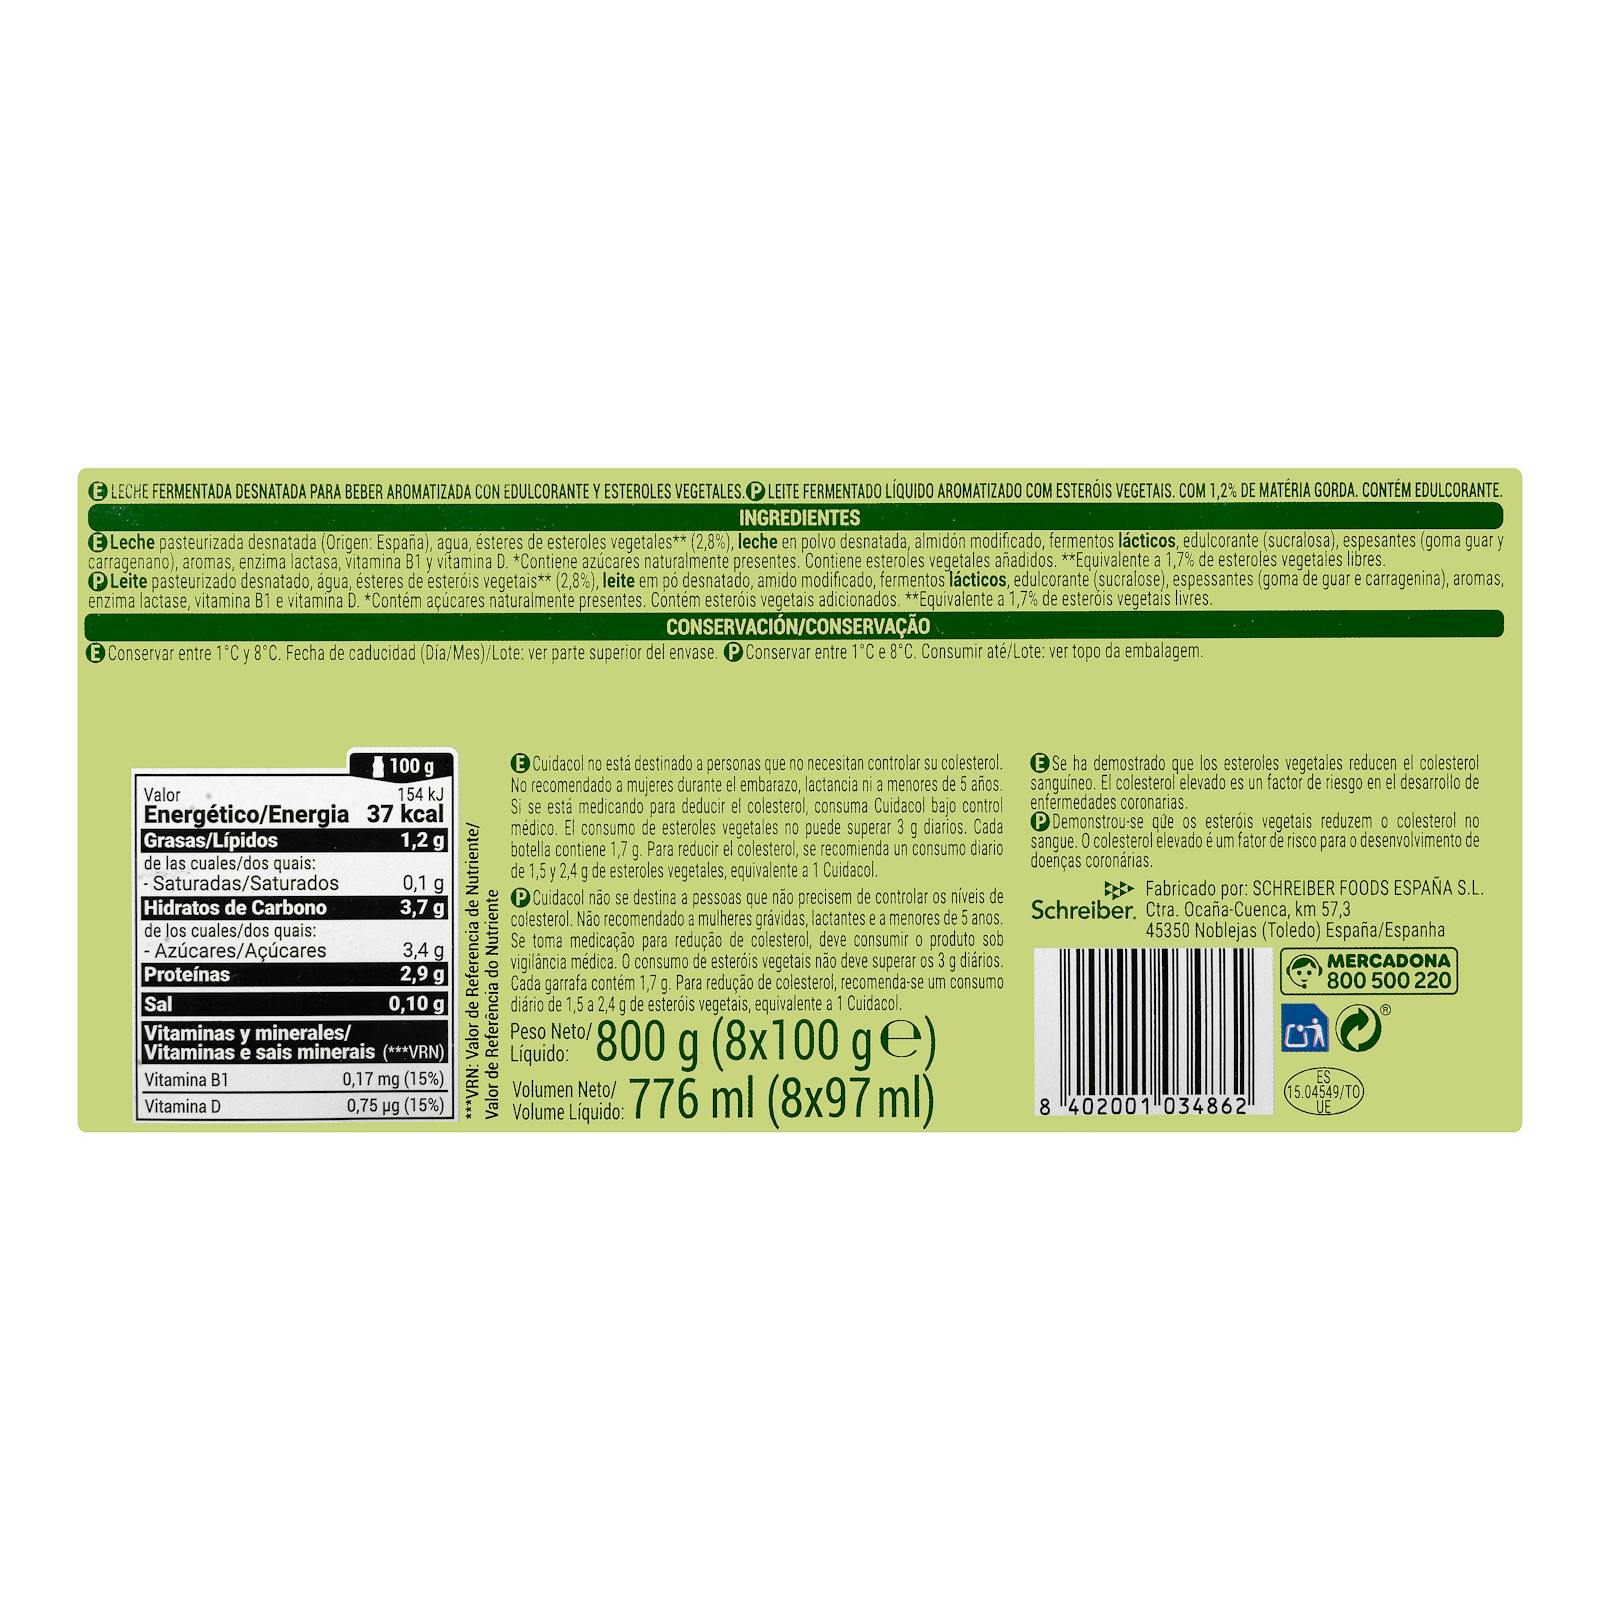 E LECHE FERMENTADA DESNATADA PARA BEBER AROMATIZADA CON EDULCORANTE Y ESTEROLES VEGETALES. P LEITE FERMENTADO LÍQUIDO AROMATIZADO COM ESTERÓIS VEGETAIS. COM 1,2% DE MATÉRIA GORDA. CONTÉM EDULCORANTE.
INGREDIENTES
E Leche pasteurizada desnatada (Origen: España), agua, ésteres de esteroles vegetales** (2,8%), leche en polvo desnatada, almidón modificado, fermentos lácticos, edulcorante (sucralosa), espesantes (goma guar y
carragenano), aromas, enzima lactasa, vitamina B1 y vitamina D. *Contiene azúcares naturalmente presentes. Contiene esteroles vegetales añadidos. **Equivalente a 1,7% de esteroles vegetales libres.
P Leite pasteurizado desnatado, água, ésteres de esteróis vegetais** (2,8%), leite em pó desnatado, amido modificado, fermentos lácticos, edulcorante (sucralose), espessantes (goma de guar e carragenina), aromas,
enzima lactase, vitamina B1 e vitamina D. *Contém açúcares naturalmente presentes. Contém esteróis vegetais adicionados. **Equivalente a 1,7% de esteróis vegetais livres.
CONSERVACIÓN/CONSERVAÇÃO
E Conservar entre 1°C y 8°C. Fecha de caducidad (Día/Mes)/Lote: ver parte superior del envase. P Conservar entre 1°C e 8°C. Consumir até/Lote: ver topo da embalagem.
100 g
Valor 154 kJ
Energético/Energia 37 kcal
Grasas/Lípidos 1,2 g
de las cuales/dos quais:
- Saturadas/Saturados 0,1 g
Hidratos de Carbono 3,7 g
de los cuales/dos quais:
- Azúcares/Açúcares 3,4 g
Proteínas 2,9 g
Sal 0,10 g
Vitaminas y minerales/
Vitaminas e sais minerais (***VRN)
Vitamina B1 0,17 mg (15%)
Vitamina D 0,75 µg (15%)
***VRN: Valor de Referencia de Nutriente/
Valor de Referência do Nutriente
E Cuidacol no está destinado a personas que no necesitan controlar su colesterol.
No recomendado a mujeres durante el embarazo, lactancia ni a menores de 5 años.
Si se está medicando para deducir el colesterol, consuma Cuidacol bajo control
médico. El consumo de esteroles vegetales no puede superar 3 g diarios. Cada
botella contiene 1,7 g. Para reducir el colesterol, se recomienda un consumo diario
de 1,5 y 2,4 g de esteroles vegetales, equivalente a 1 Cuidacol.
P Cuidacol não se destina a pessoas que não precisem de controlar os níveis de
colesterol. Não recomendado a mulheres grávidas, lactantes e a menores de 5 anos.
Se toma medicação para redução de colesterol, deve consumir o produto sob
vigilância médica. O consumo de esteróis vegetais não deve superar os 3 g diários.
Cada garrafa contém 1,7 g. Para redução de colesterol, recomenda-se um consumo
diário de 1,5 a 2,4 g de esteróis vegetais, equivalente a 1 Cuidacol.
Peso Neto/
Líquido: 800 g (8x100 g e)
Volumen Neto/
Volume Líquido: 776 ml (8x97 ml)
E Se ha demostrado que los esteroles vegetales reducen el colesterol
sanguíneo. El colesterol elevado es un factor de riesgo en el desarrollo de
enfermedades coronarias.
P Demonstrou-se que os esteróis vegetais reduzem o colesterol no
sangue. O colesterol elevado é um fator de risco para o desenvolvimento de
doenças coronárias.
Schreiber.
Fabricado por: SCHREIBER FOODS ESPAÑA S.L.
Ctra. Ocaña-Cuenca, km 57,3
45350 Noblejas (Toledo) España/Espanha
MERCADONA
800 500 220
®
8 402001 034862
ES
15.04549/TO
UE